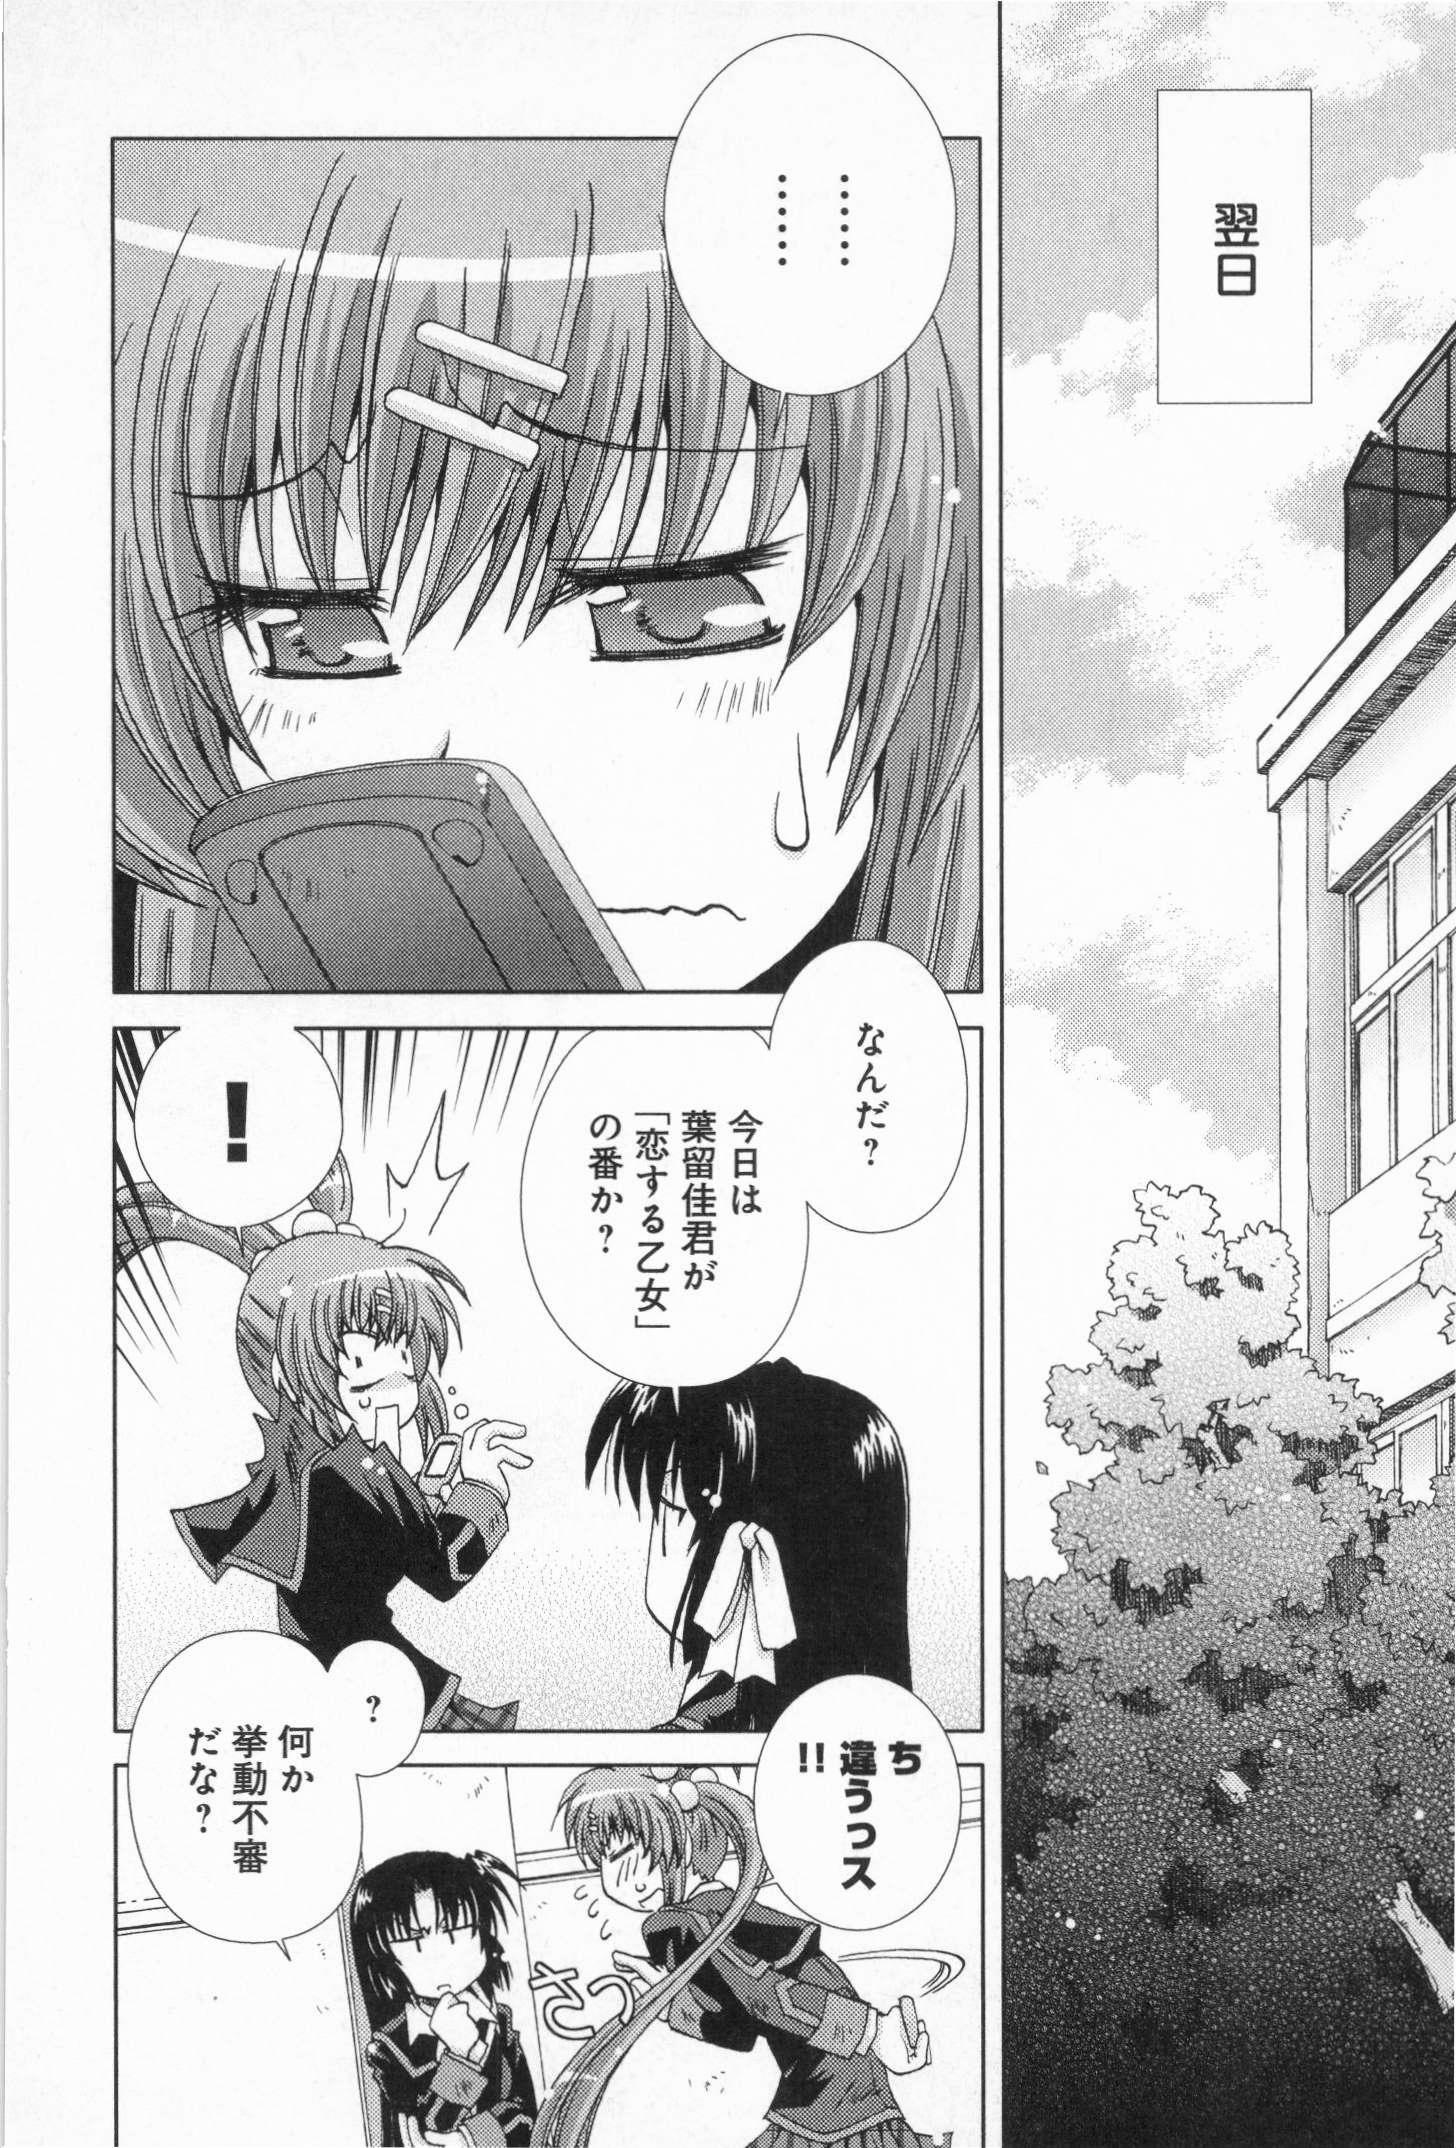 翌日
……
……
なんだ?
今日は
葉留佳君が
「恋する乙女」
の番か?
!
ち
違うっス
!!
さっ
?
何か
挙動不審
だな?